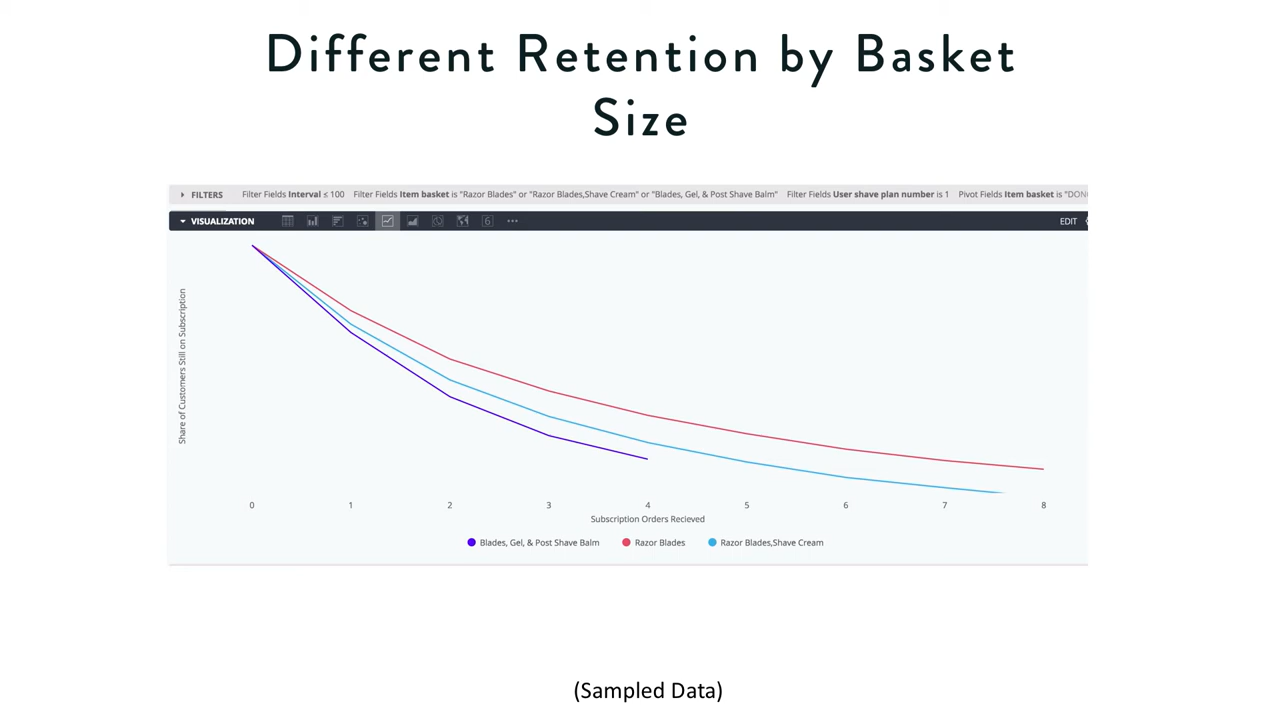 Different Retention by Basket
Size
FILTERS Filter Fields Interval ≤ 100 Filter Fields Item basket is "Razor Blades" or "Razor Blades,Shave Cream" or "Blades, Gel, & Post Shave Balm" Filter Fields User shave plan number is 1 Pivot Fields Item basket is "DON
VISUALIZATION 6 ••• EDIT
Share of Customers Still on Subscription
0 1 2 3 4 5 6 7 8
Subscription Orders Recieved
Blades, Gel, & Post Shave Balm Razor Blades Razor Blades,Shave Cream
(Sampled Data)